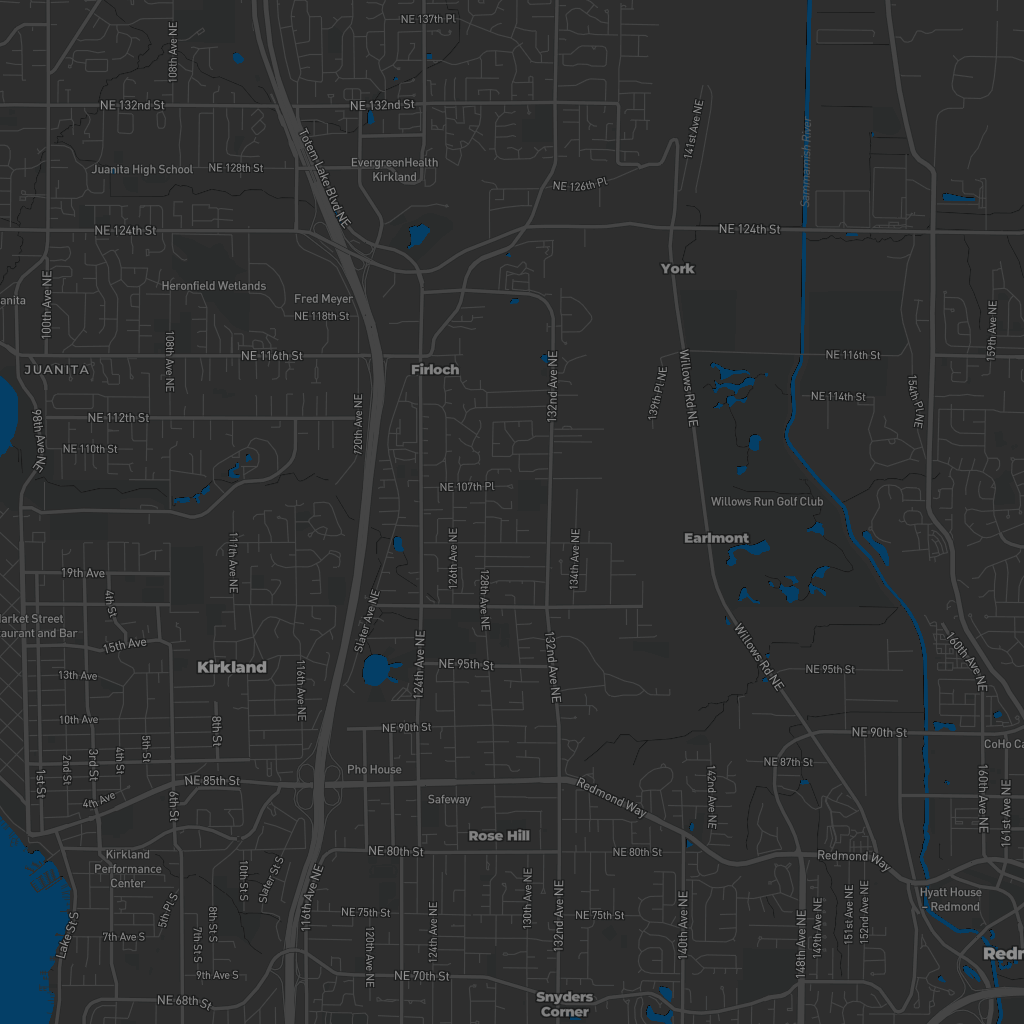 NE 137th Pl
108th Ave NE
NE 132nd St
NE 132nd St
Totem Lake Blvd NE
141st Ave NE
Sammamish River
Juanita High School
NE 128th St
EvergreenHealth
Kirkland
NE 126th Pl
NE 124th St
NE 124th St
York
Heronfield Wetlands
100th Ave NE
anita
Fred Meyer
NE 118th St
108th Ave NE
NE 116th St
NE 116th St
159th Ave NE
JUANITA
Firloch
132nd Ave NE
139th Pl NE
Willows Rd NE
NE 114th St
154th Pl NE
98th Ave NE
NE 112th St
120th Ave NE
NE 110th St
NE 107th Pl
Willows Run Golf Club
Earlmont
111th Ave NE
126th Ave NE
134th Ave NE
19th Ave
4th St
128th Ave NE
Slater Ave NE
Market Street
aurant and Bar
15th Ave
124th Ave NE
132nd Ave NE
Willows Rd NE
160th Ave NE
Kirkland
116th Ave NE
NE 95th St
NE 95th St
13th Ave
10th Ave
8th St
NE 90th St
NE 90th St
CoHo Ca
5th St
4th St
3rd St
2nd St
1st St
Pho House
NE 87th St
142nd Ave NE
NE 85th St
Redmond Way
160th Ave NE
161st Ave NE
4th Ave
6th St
Safeway
Rose Hill
NE 80th St
NE 80th St
Redmond Way
Kirkland
Performance
Center
10th St S
Slater St S
116th Ave NE
Hyatt House
– Redmond
130th Ave NE
132nd Ave NE
140th Ave NE
148th Ave NE
149th Ave NE
151st Ave NE
152nd Ave NE
5th Pl S
8th St S
7th St S
NE 75th St
NE 75th St
120th Ave NE
124th Ave NE
Lake St S
7th Ave S
9th Ave S
NE 70th St
Redr
NE 68th St
Snyders
Corner